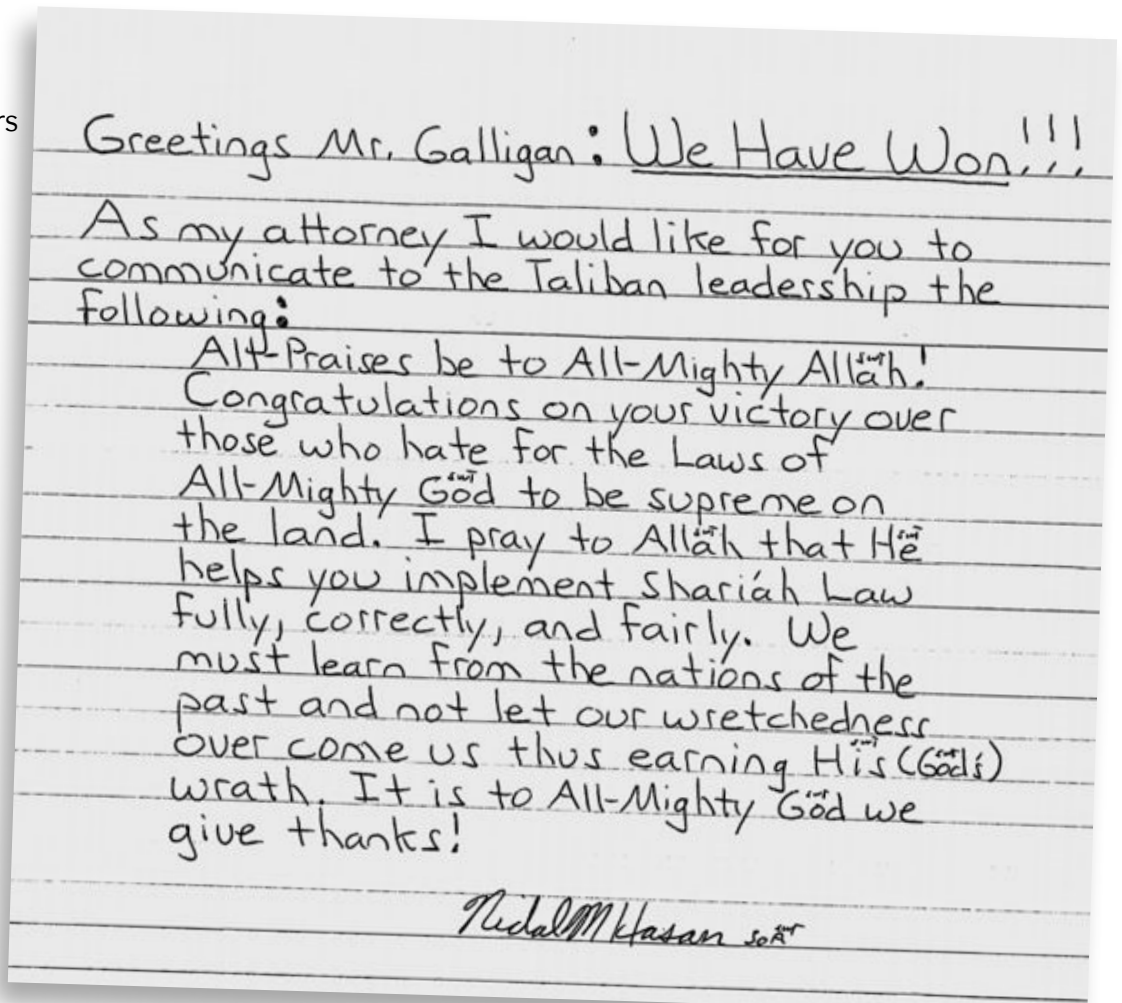 rs
Greetings Mr. Galligan: We Have Won!!!
As my attorney I would like for you to
communicate to the Taliban leadership the
following:
All-Praises be to All-Mighty Allah!
Congratulations on your victory over
those who hate for the Laws of
All-Mighty God to be supreme on
the land. I pray to Allah that He
helps you implement Shari'ah Law
fully, correctly, and fairly. We
must learn from the nations of the
past and not let our wretchedness
over come us thus earning His (God's)
wrath. It is to All-Mighty God we
give thanks!
Nidal M Hasan SoA